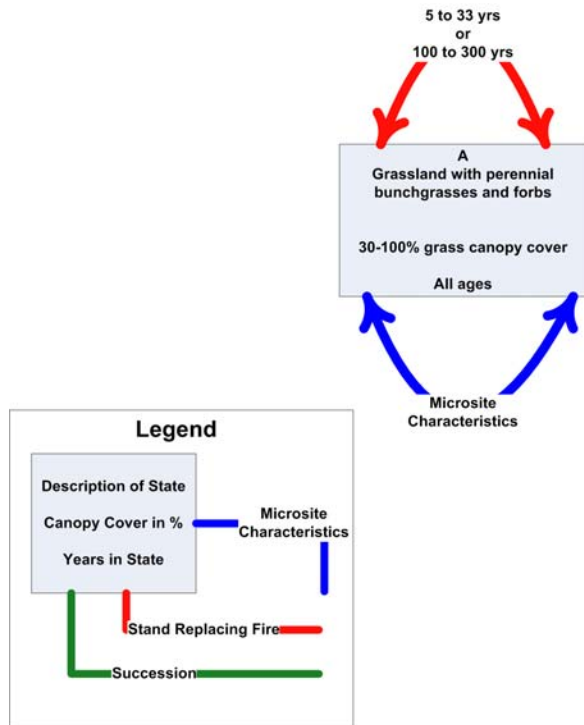 5 to 33 yrs
or
100 to 300 yrs
A
Grassland with perennial
bunchgrasses and forbs
30-100% grass canopy cover
All ages
Microsite
Characteristics
Legend
Description of State
Canopy Cover in %
Years in State
Microsite
Characteristics
Stand Replacing Fire
Succession